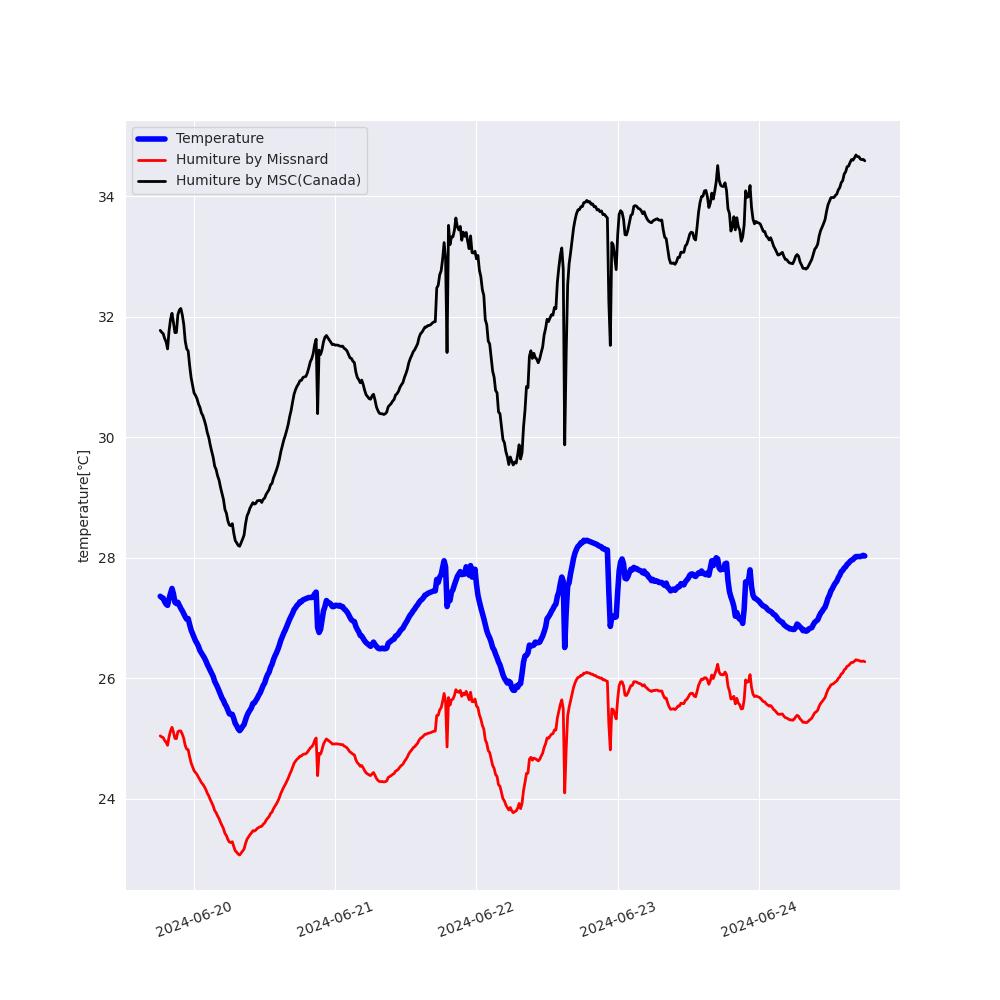 Temperature
Humiture by Missnard
Humiture by MSC(Canada)
34
32
30
28
26
24
temperature[℃]
2024-06-20
2024-06-21
2024-06-22
2024-06-23
2024-06-24